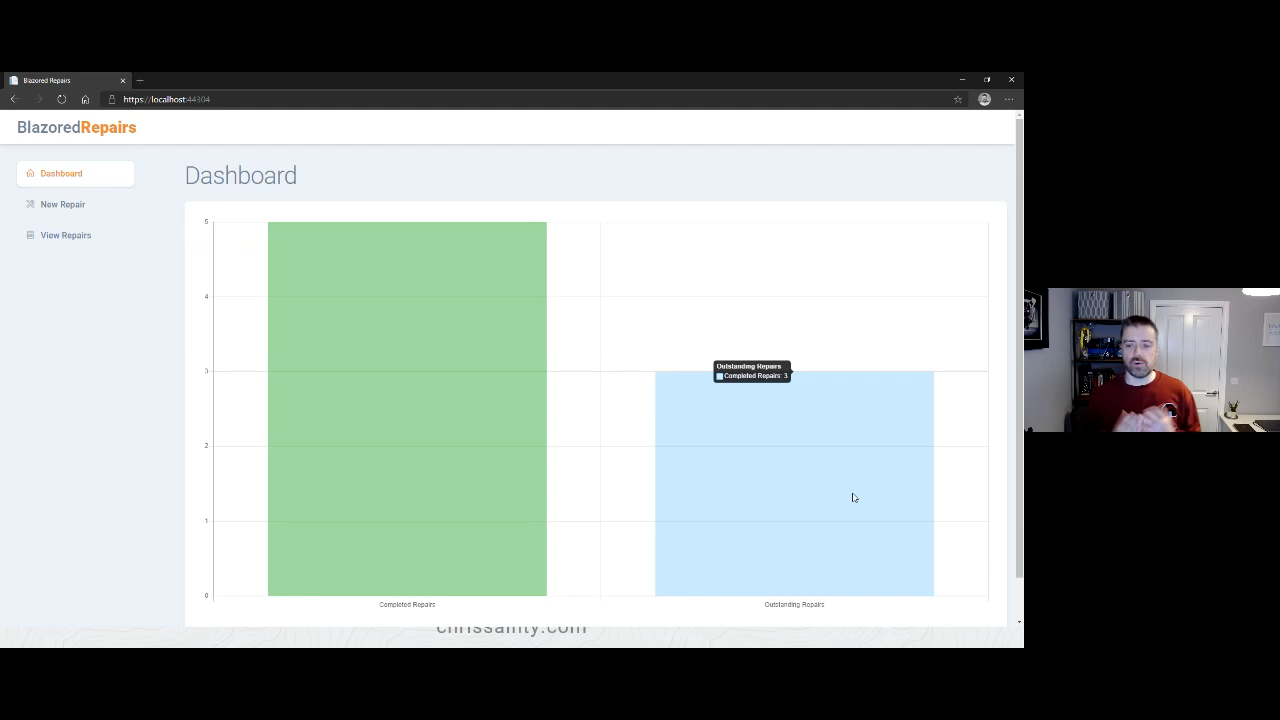 Blazored Repairs
https://localhost:44304
BlazoredRepairs
Dashboard
New Repair
View Repairs
Dashboard
5
4
3
2
1
0
Outstanding Repairs
Completed Repairs: 3
Completed Repairs
Outstanding Repairs
chrissainty.com